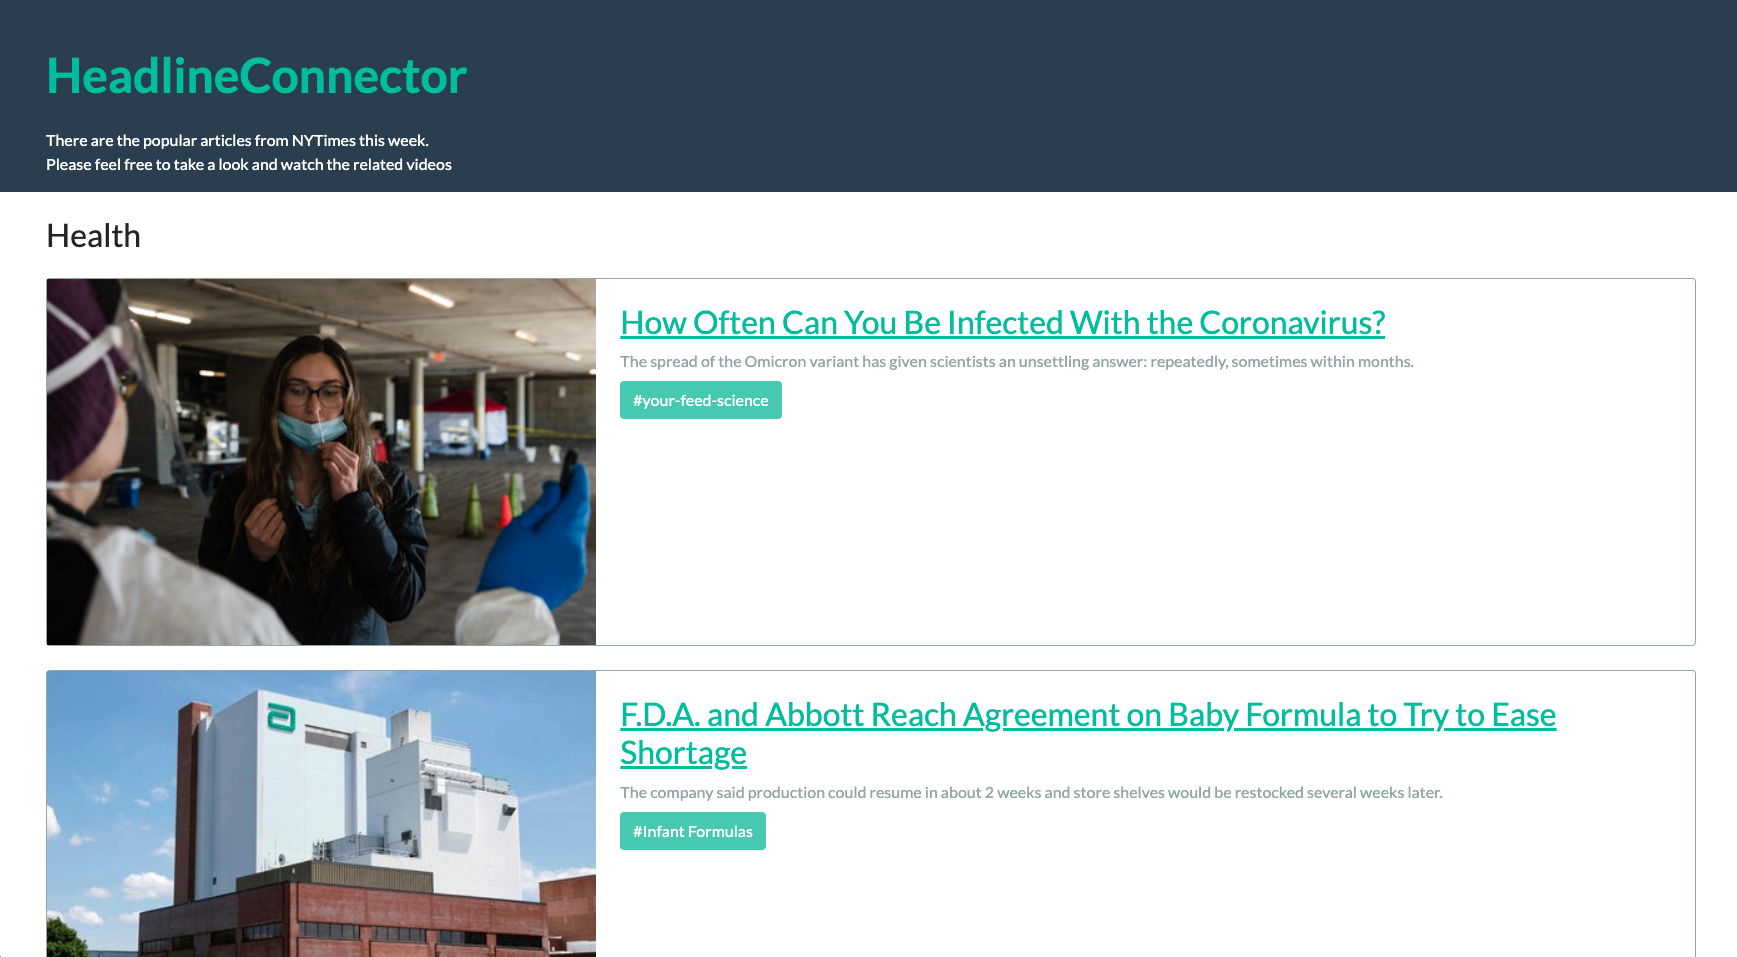 HeadlineConnector
There are the popular articles from NYTimes this week.
Please feel free to take a look and watch the related videos
Health
How Often Can You Be Infected With the Coronavirus?
The spread of the Omicron variant has given scientists an unsettling answer: repeatedly, sometimes within months.
#your-feed-science
F.D.A. and Abbott Reach Agreement on Baby Formula to Try to Ease
Shortage
The company said production could resume in about 2 weeks and store shelves would be restocked several weeks later.
#Infant Formulas